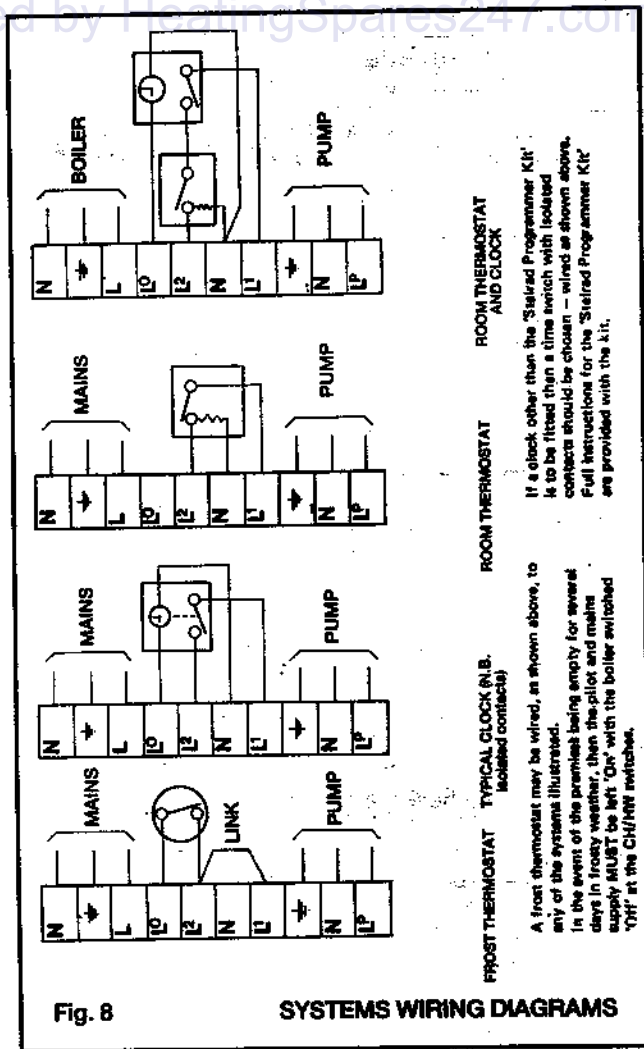 ed by HeatingSpares247.com
MAINS
N
⏚
L
L0
L2
N
L1
⏚
N
LP
LINK
PUMP
MAINS
N
⏚
L
L0
L2
N
L1
⏚
N
LP
PUMP
MAINS
N
⏚
L
L0
L2
N
L1
⏚
N
LP
PUMP
BOILER
N
⏚
L
L0
L2
N
L1
⏚
N
LP
PUMP
FROST THERMOSTAT
TYPICAL CLOCK (N.B.
isolated contacts)
ROOM THERMOSTAT
ROOM THERMOSTAT
AND CLOCK
A frost thermostat may be wired, as shown above, to
any of the systems illustrated.
In the event of the premises being empty for several
days in frosty weather, then the pilot and mains
supply MUST be left 'On' with the boiler switched
'Off' at the CH/HW switches.
If a clock other than the 'Stelrad Programmer Kit'
is to be fitted then a time switch with isolated
contacts should be chosen – wired as shown above.
Full instructions for the 'Stelrad Programmer Kit'
are provided with the kit.
Fig. 8
SYSTEMS WIRING DIAGRAMS